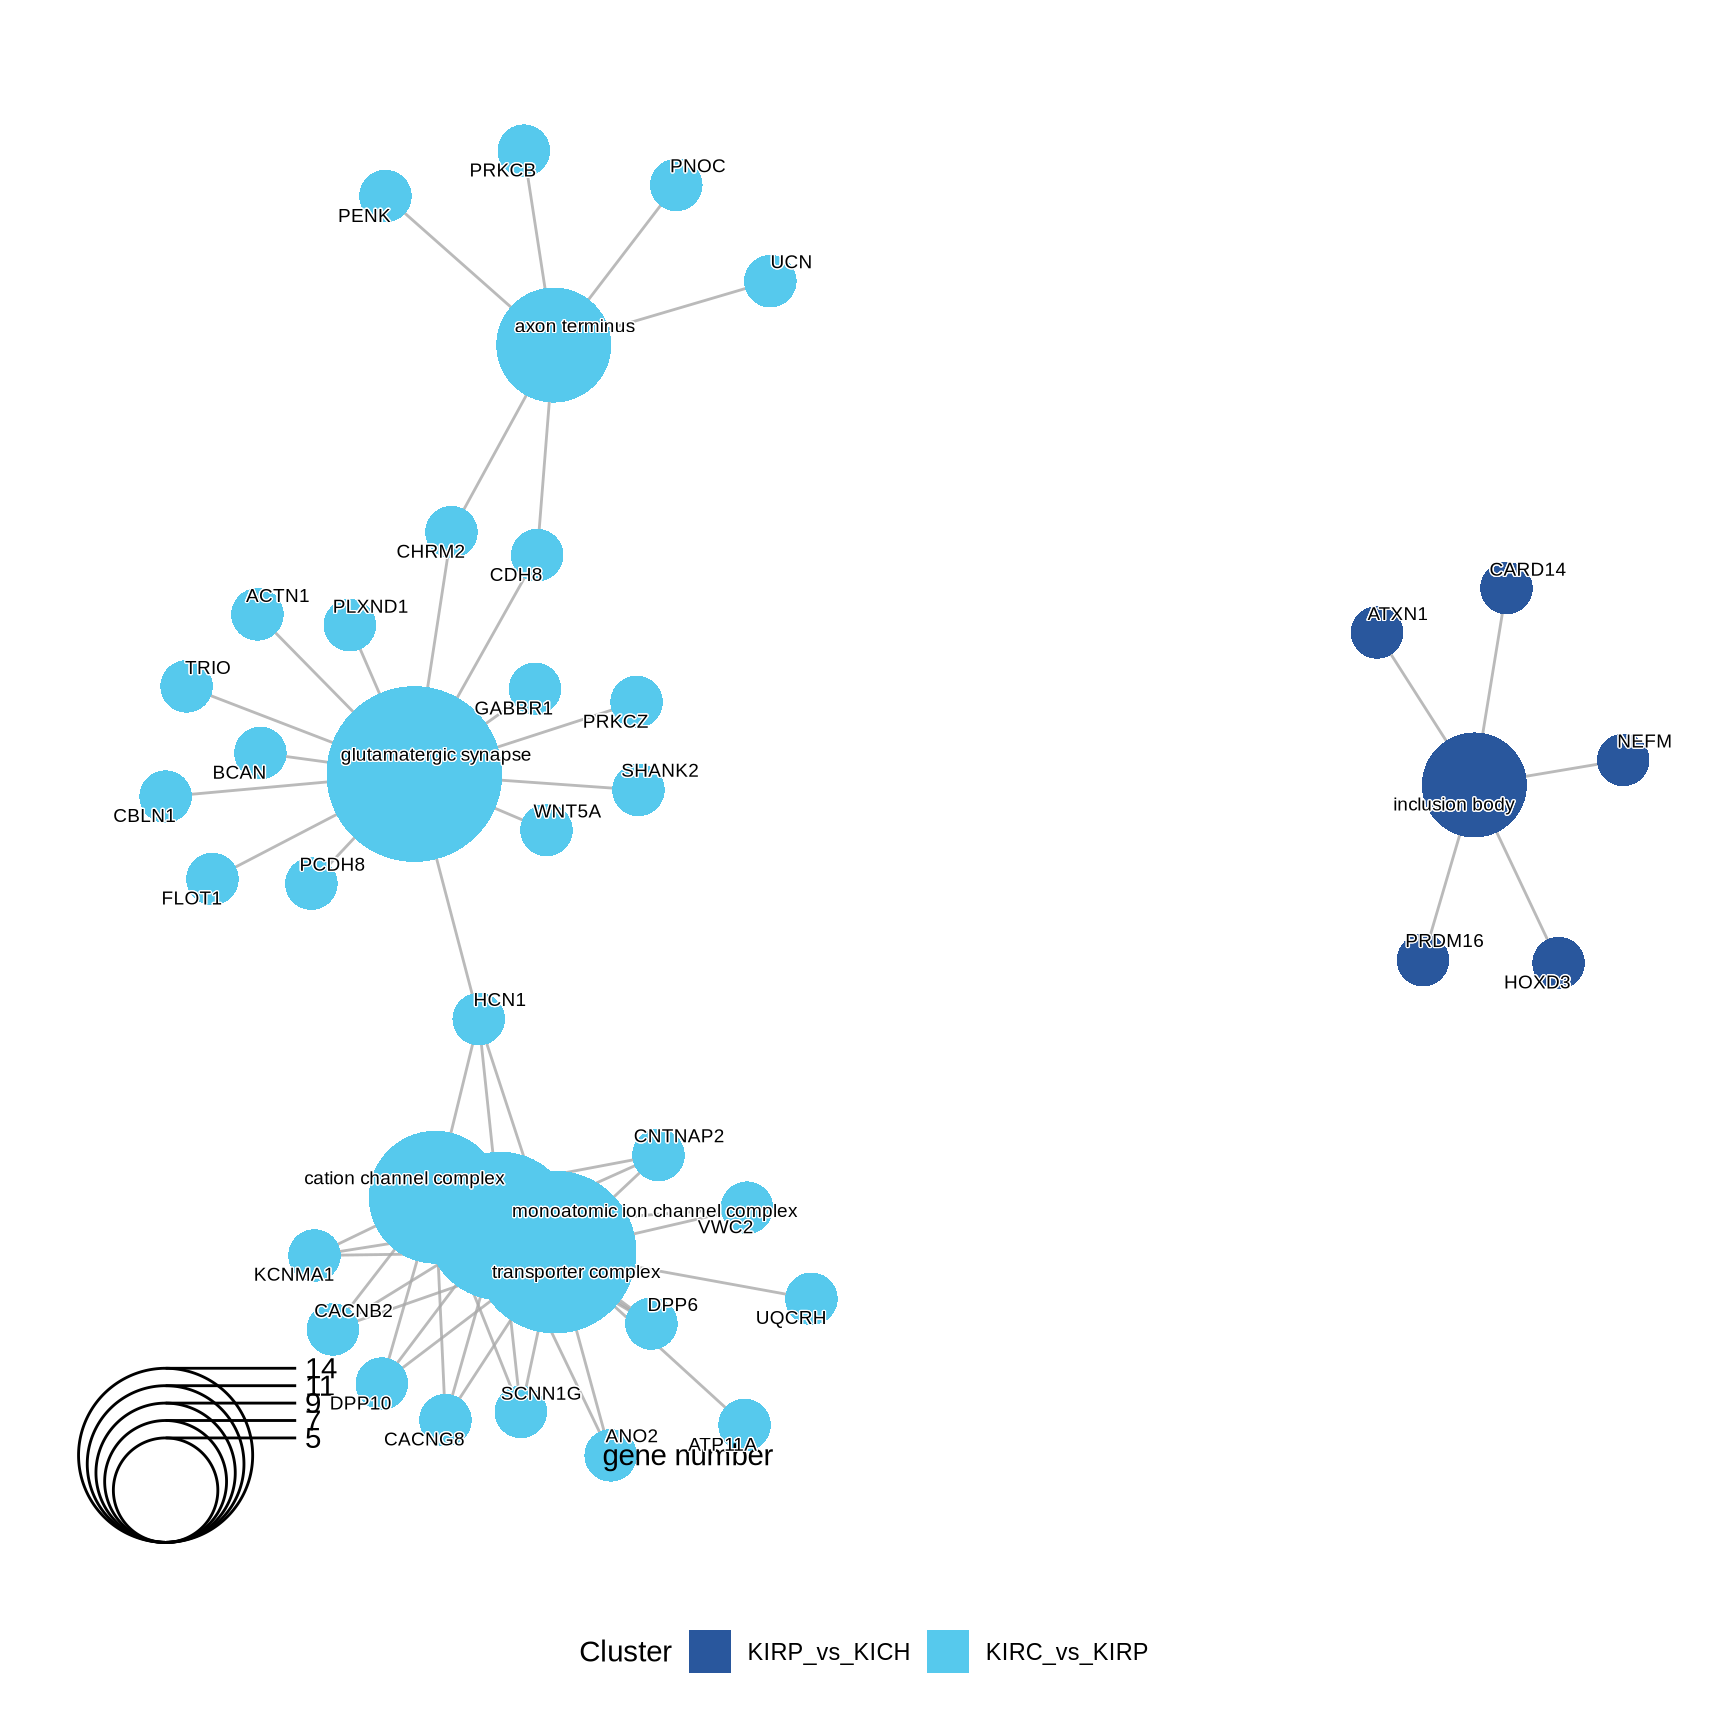 PRKCB
PNOC
PENK
UCN
axon terminus
CHRM2
CDH8
CARD14
ACTN1
PLXND1
ATXN1
TRIO
GABBR1
PRKCZ
NEFM
glutamatergic synapse
BCAN
SHANK2
CBLN1
WNT5A
inclusion body
PCDH8
FLOT1
PRDM16
HOXD3
HCN1
CNTNAP2
cation channel complex
monoatomic ion channel complex
VWC2
KCNMA1
transporter complex
CACNB2
DPP6
UQCRH
14
11
9
7
5
DPP10
SCNN1G
CACNG8
ANO2
ATP11A
gene number
Cluster KIRP_vs_KICH KIRC_vs_KIRP